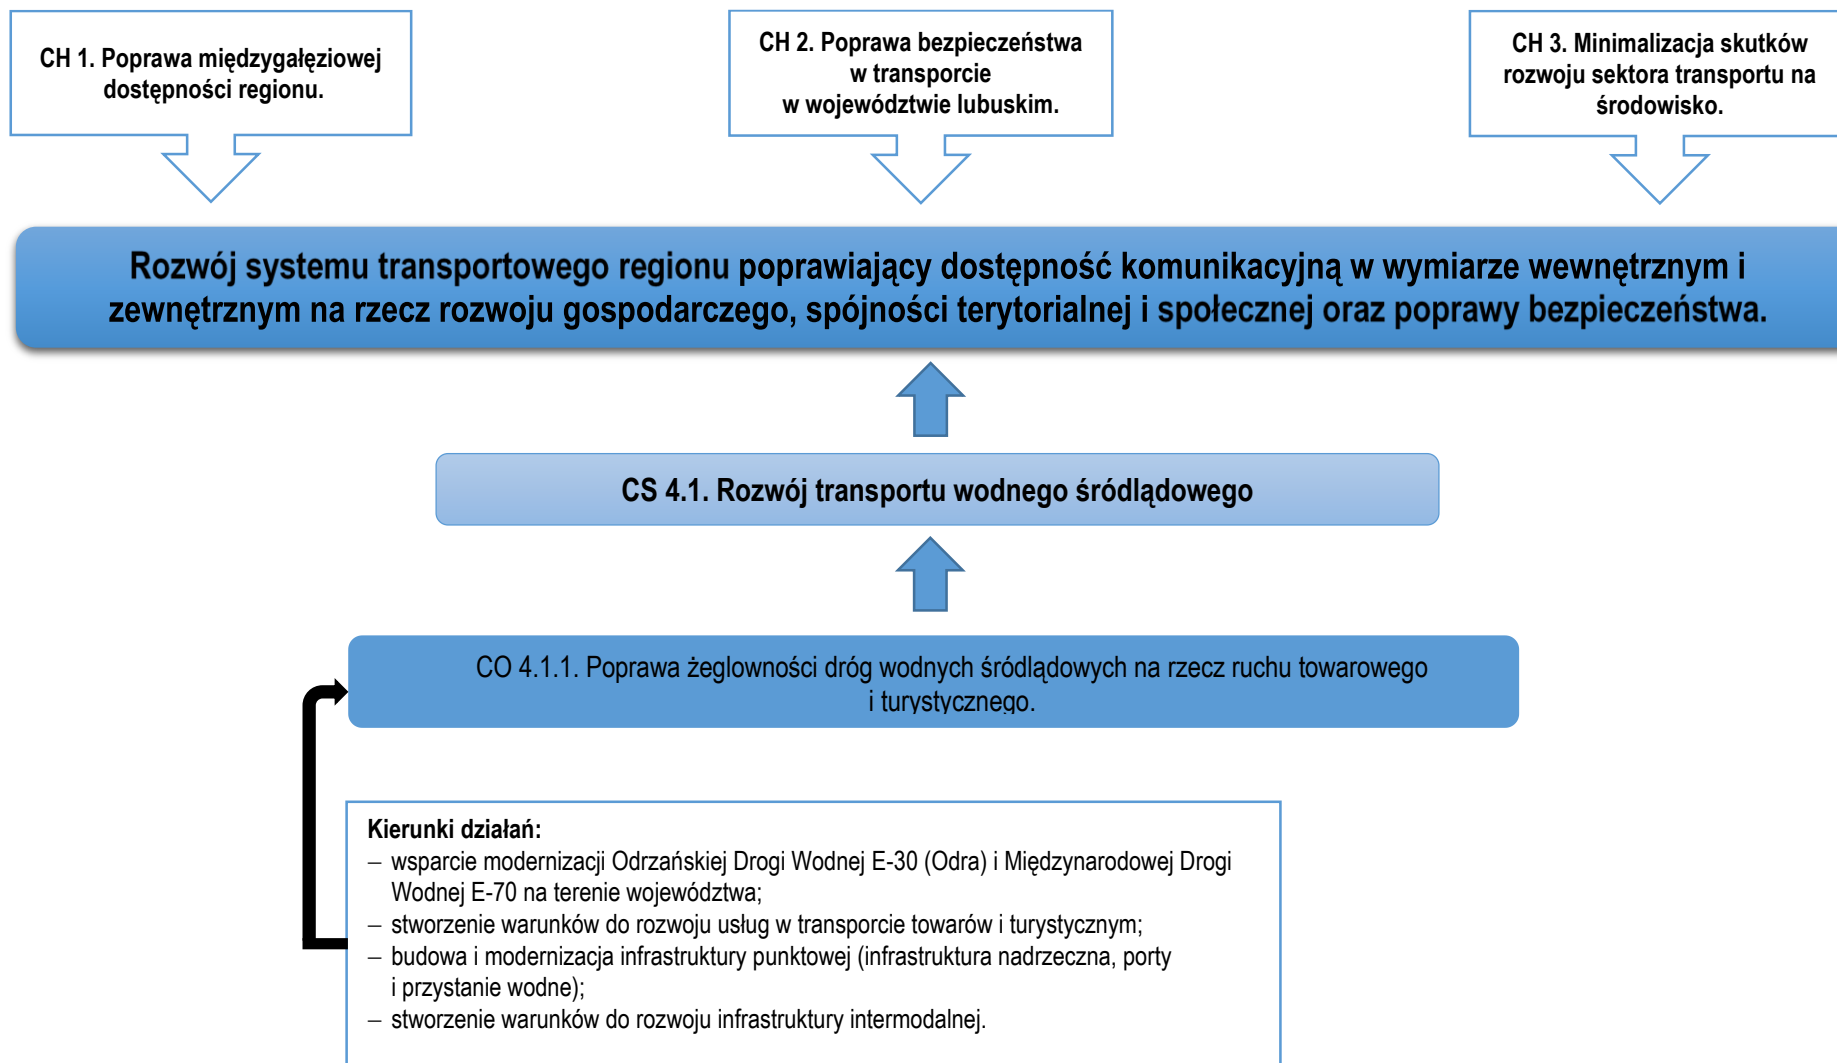 CH 1. Poprawa międzygałęziowej
dostępności regionu.
CH 2. Poprawa bezpieczeństwa
w transporcie
w województwie lubuskim.
CH 3. Minimalizacja skutków
rozwoju sektora transportu na
środowisko.
Rozwój systemu transportowego regionu poprawiający dostępność komunikacyjną w wymiarze wewnętrznym i
zewnętrznym na rzecz rozwoju gospodarczego, spójności terytorialnej i społecznej oraz poprawy bezpieczeństwa.
CS 4.1. Rozwój transportu wodnego śródlądowego
CO 4.1.1. Poprawa żeglowności dróg wodnych śródlądowych na rzecz ruchu towarowego
i turystycznego.
Kierunki działań:
– wsparcie modernizacji Odrzańskiej Drogi Wodnej E-30 (Odra) i Międzynarodowej Drogi
Wodnej E-70 na terenie województwa;
– stworzenie warunków do rozwoju usług w transporcie towarów i turystycznym;
– budowa i modernizacja infrastruktury punktowej (infrastruktura nadrzeczna, porty
i przystanie wodne);
– stworzenie warunków do rozwoju infrastruktury intermodalnej.